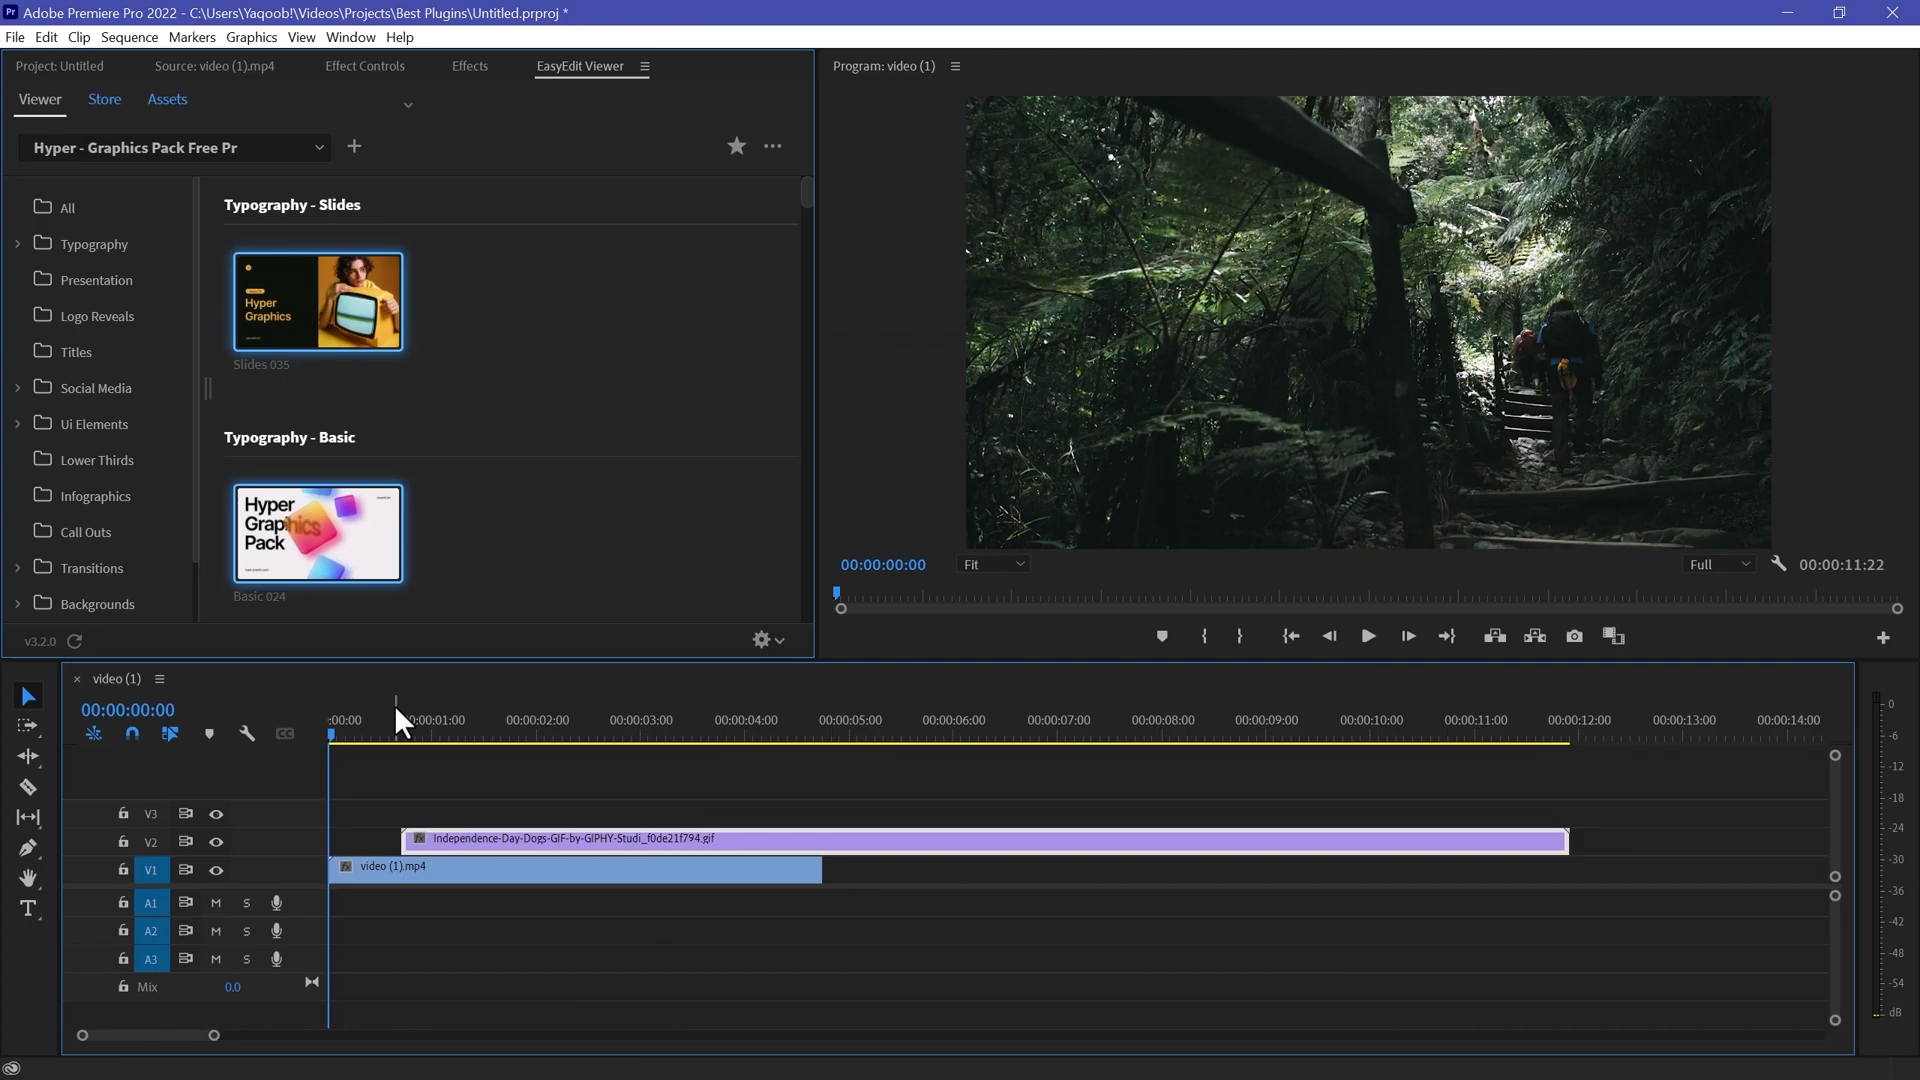 Adobe Premiere Pro 2022 - C:\Users\Yaqoob!\Videos\Projects\Best Plugins\Untitled.prproj *
File Edit Clip Sequence Markers Graphics View Window Help
Project: Untitled
Source: video (1).mp4
Effect Controls
Effects
EasyEdit Viewer
Program: video (1)
Viewer
Store
Assets
Hyper - Graphics Pack Free Pr
All
Typography
Presentation
Logo Reveals
Titles
Social Media
Ui Elements
Lower Thirds
Infographics
Call Outs
Transitions
Backgrounds
Typography - Slides
Hyper
Graphics
Slides 035
Typography - Basic
Hyper
Graphics
Pack
Basic 024
v3.2.0
00:00:00:00
Fit
Full
00:00:11:22
video (1)
00:00:00:00
:00:00
00:00:01:00
00:00:02:00
00:00:03:00
00:00:04:00
00:00:05:00
00:00:06:00
00:00:07:00
00:00:08:00
00:00:09:00
00:00:10:00
00:00:11:00
00:00:12:00
00:00:13:00
00:00:14:00
V3
V2
Independence-Day-Dogs-GIF-by-GIPHY-Studi_f0de21f794.gif
V1
video (1).mp4
A1 M S
A2 M S
A3 M S
Mix 0.0
0
-6
-12
-18
-24
-30
-36
-42
-48
-54
dB